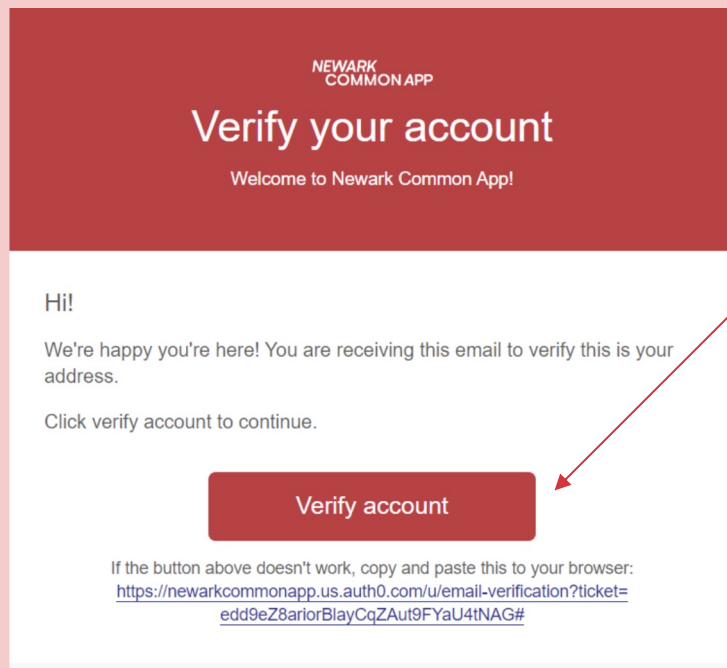 NEWARK
COMMON APP
Verify your account
Welcome to Newark Common App!
Hi!
We're happy you're here! You are receiving this email to verify this is your
address.
Click verify account to continue.
Verify account
If the button above doesn't work, copy and paste this to your browser:
https://newarkcommonapp.us.auth0.com/u/email-verification?ticket=
edd9eZ8ariorBlayCqZAut9FYaU4tNAG#